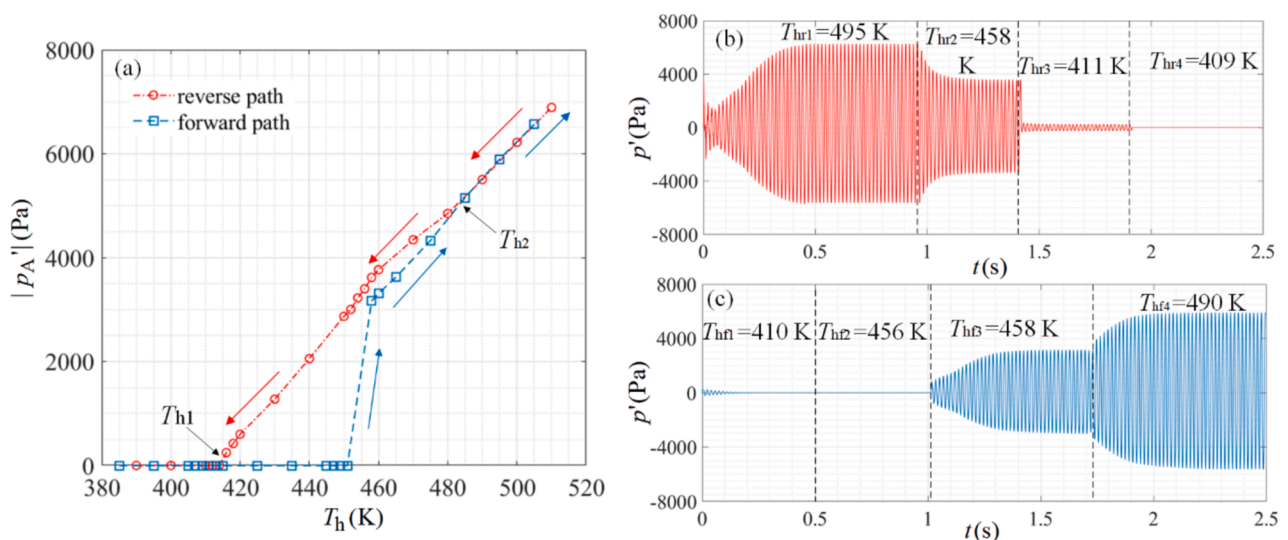 (a)
reverse path
forward path
8000
6000
4000
2000
0
|pA'| (Pa)
Th1
Th2
380 400 420 440 460 480 500 520
Th (K)
(b)
Thr1=495 K
Thr2=458
K
Thr3=411 K
Thr4=409 K
8000
4000
0
-4000
-8000
p'(Pa)
0 0.5 1 1.5 2 2.5
t(s)
(c)
Thf1=410 K
Thf2=456 K
Thf3=458 K
Thf4=490 K
8000
4000
0
-4000
-8000
p'(Pa)
0 0.5 1 1.5 2 2.5
t(s)